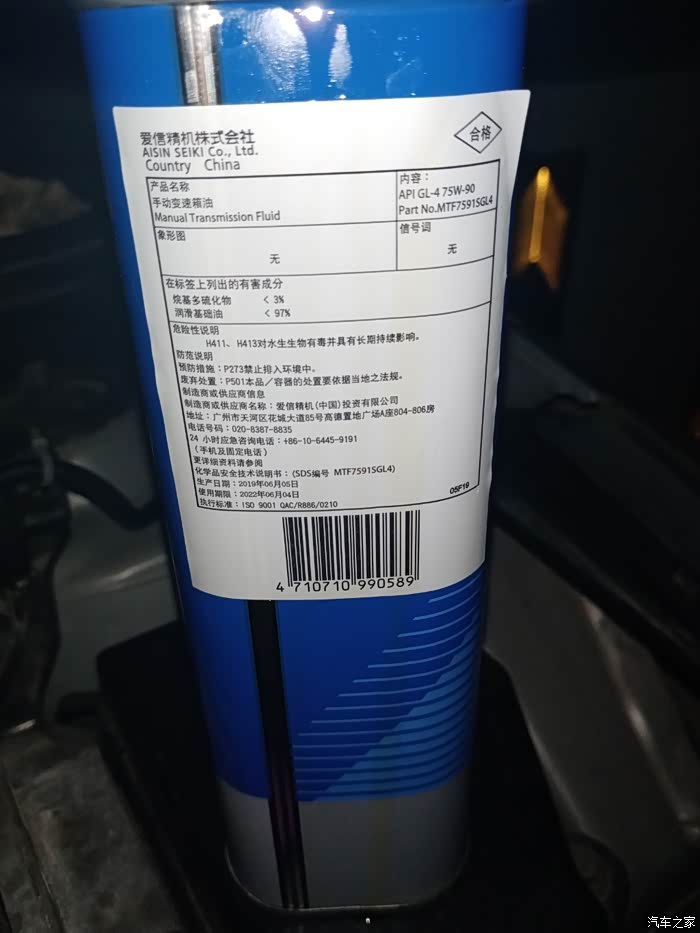 爱信精机株式会社
AISIN SEIKI Co., Ltd.
Country China
合格
产品名称
手动变速箱油
Manual Transmission Fluid
内容：
API GL-4 75W-90
Part No.MTF7591SGL4
象形图
无
信号词
无
在标签上列出的有害成分
烷基多硫化物 < 3%
润滑基础油 < 97%
危险性说明
H411、H413对水生生物有毒并具有长期持续影响。
防范说明
预防措施：P273禁止排入环境中。
废弃处置：P501本品／容器的处置要依据当地之法规。
制造商或供应商信息
制造商或供应商名称：爱信精机(中国)投资有限公司
地址：广州市天河区花城大道85号高德置地广场A座804-806房
电话号码：020-8387-8835
24 小时应急咨询电话：+86-10-6445-9191
(手机及固定电话)
更详细资料请参阅
化学品安全技术说明书：(SDS编号 MTF7591SGL4)
生产日期：2019年06月05日
使用期限：2022年06月04日
执行标准：ISO 9001 QAC/R886/0210
05F19
4 710710 990589
汽车之家